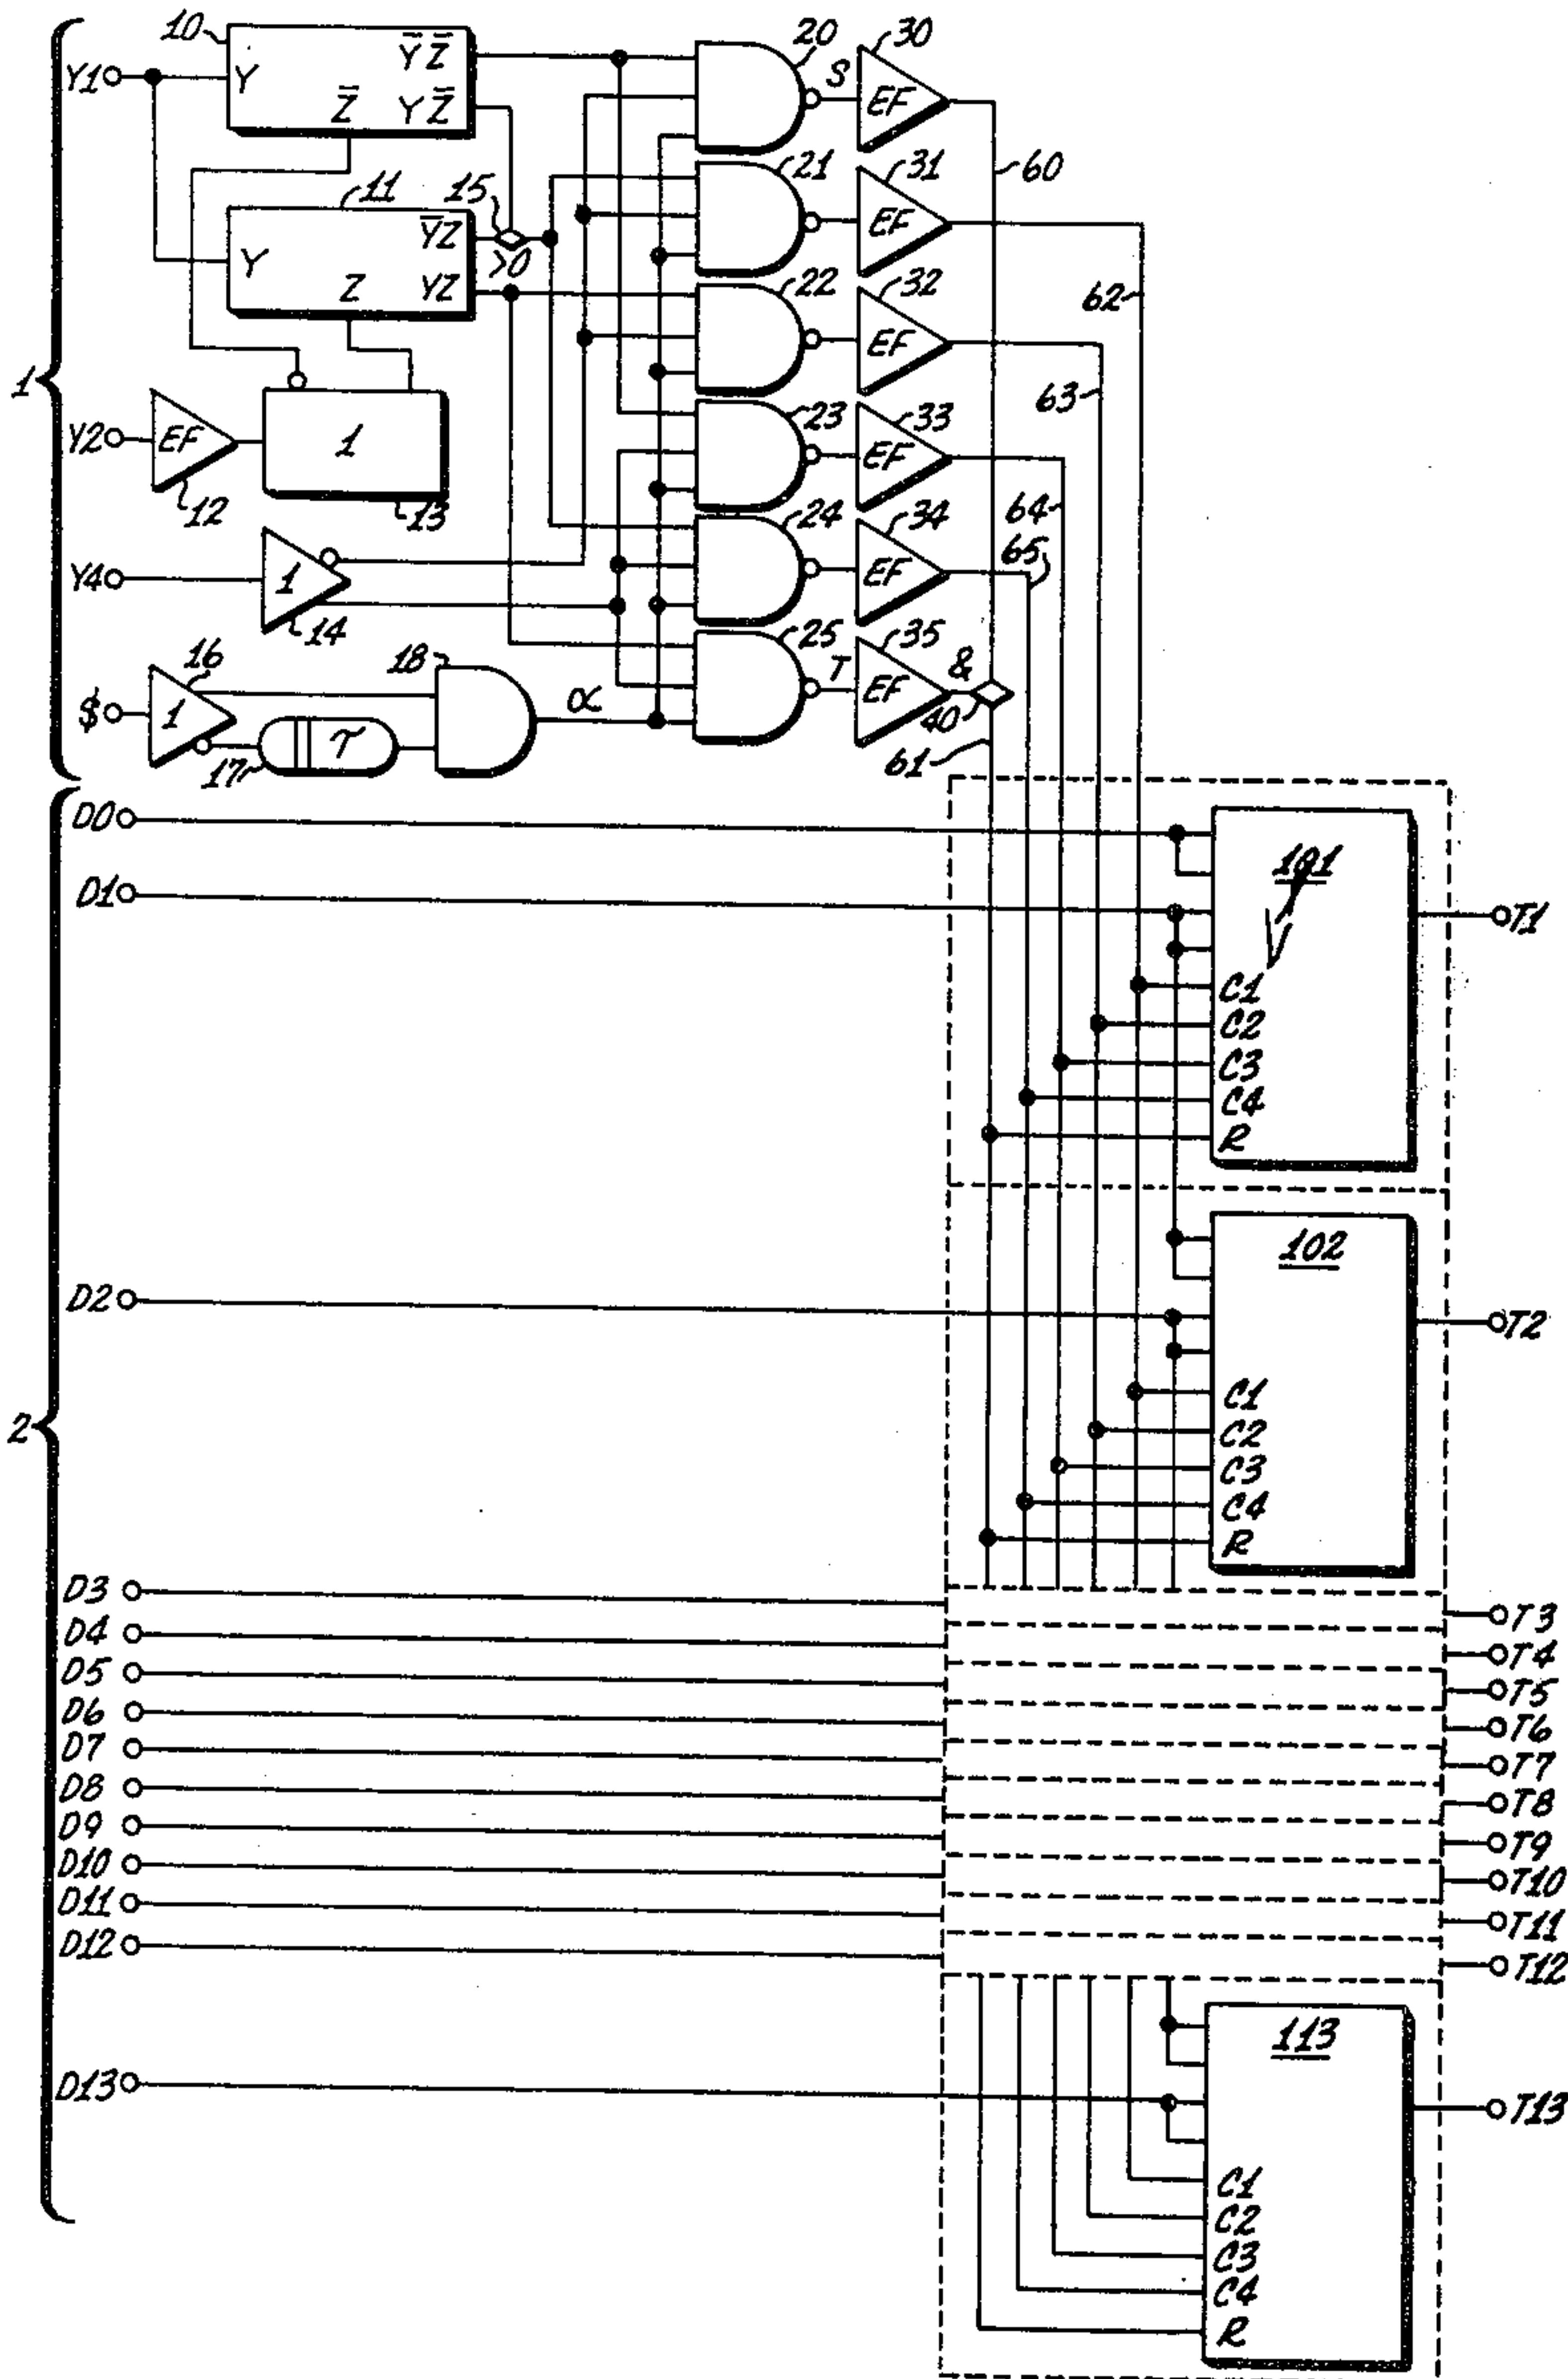 10
Y1
Y
Z̄
Ȳ Z̄
Y Z̄
20
S
30
EF
60
11
15
Y
Z
ȲZ
YZ
>0
21
31
EF
62
22
32
EF
63
1
Y2
EF
12
1
13
23
33
EF
64
Y4
1
14
24
34
EF
65
$
16
1
17
τ
18
α
25
T
35
EF
&
40
61
2
D0
D1
101
T1
C1
C2
C3
C4
R
D2
102
T2
C1
C2
C3
C4
R
D3
T3
D4
T4
D5
T5
D6
T6
D7
T7
D8
T8
D9
T9
D10
T10
D11
T11
D12
T12
D13
113
T13
C1
C2
C3
C4
R